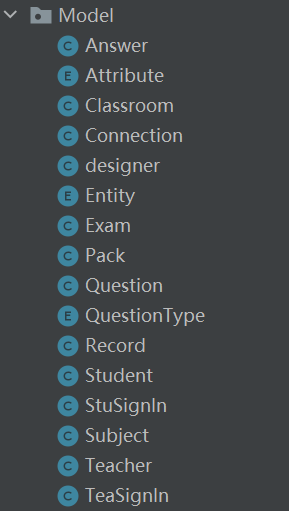 Model
C Answer
E Attribute
C Classroom
C Connection
C designer
C Entity
C Exam
C Pack
C Question
E QuestionType
C Record
C Student
C StuSignIn
C Subject
C Teacher
C TeaSignIn